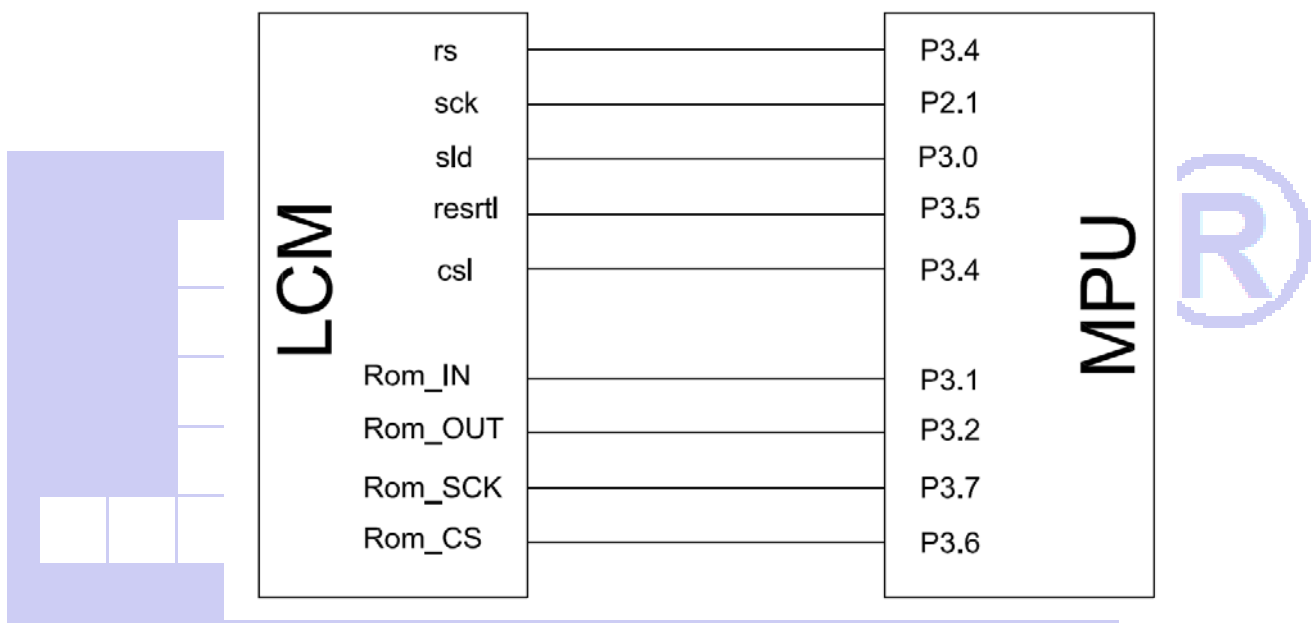 rs P3.4
sck P2.1
sld P3.0
resrtl P3.5
csl P3.4
LCM MPU
Rom_IN P3.1
Rom_OUT P3.2
Rom_SCK P3.7
Rom_CS P3.6
®